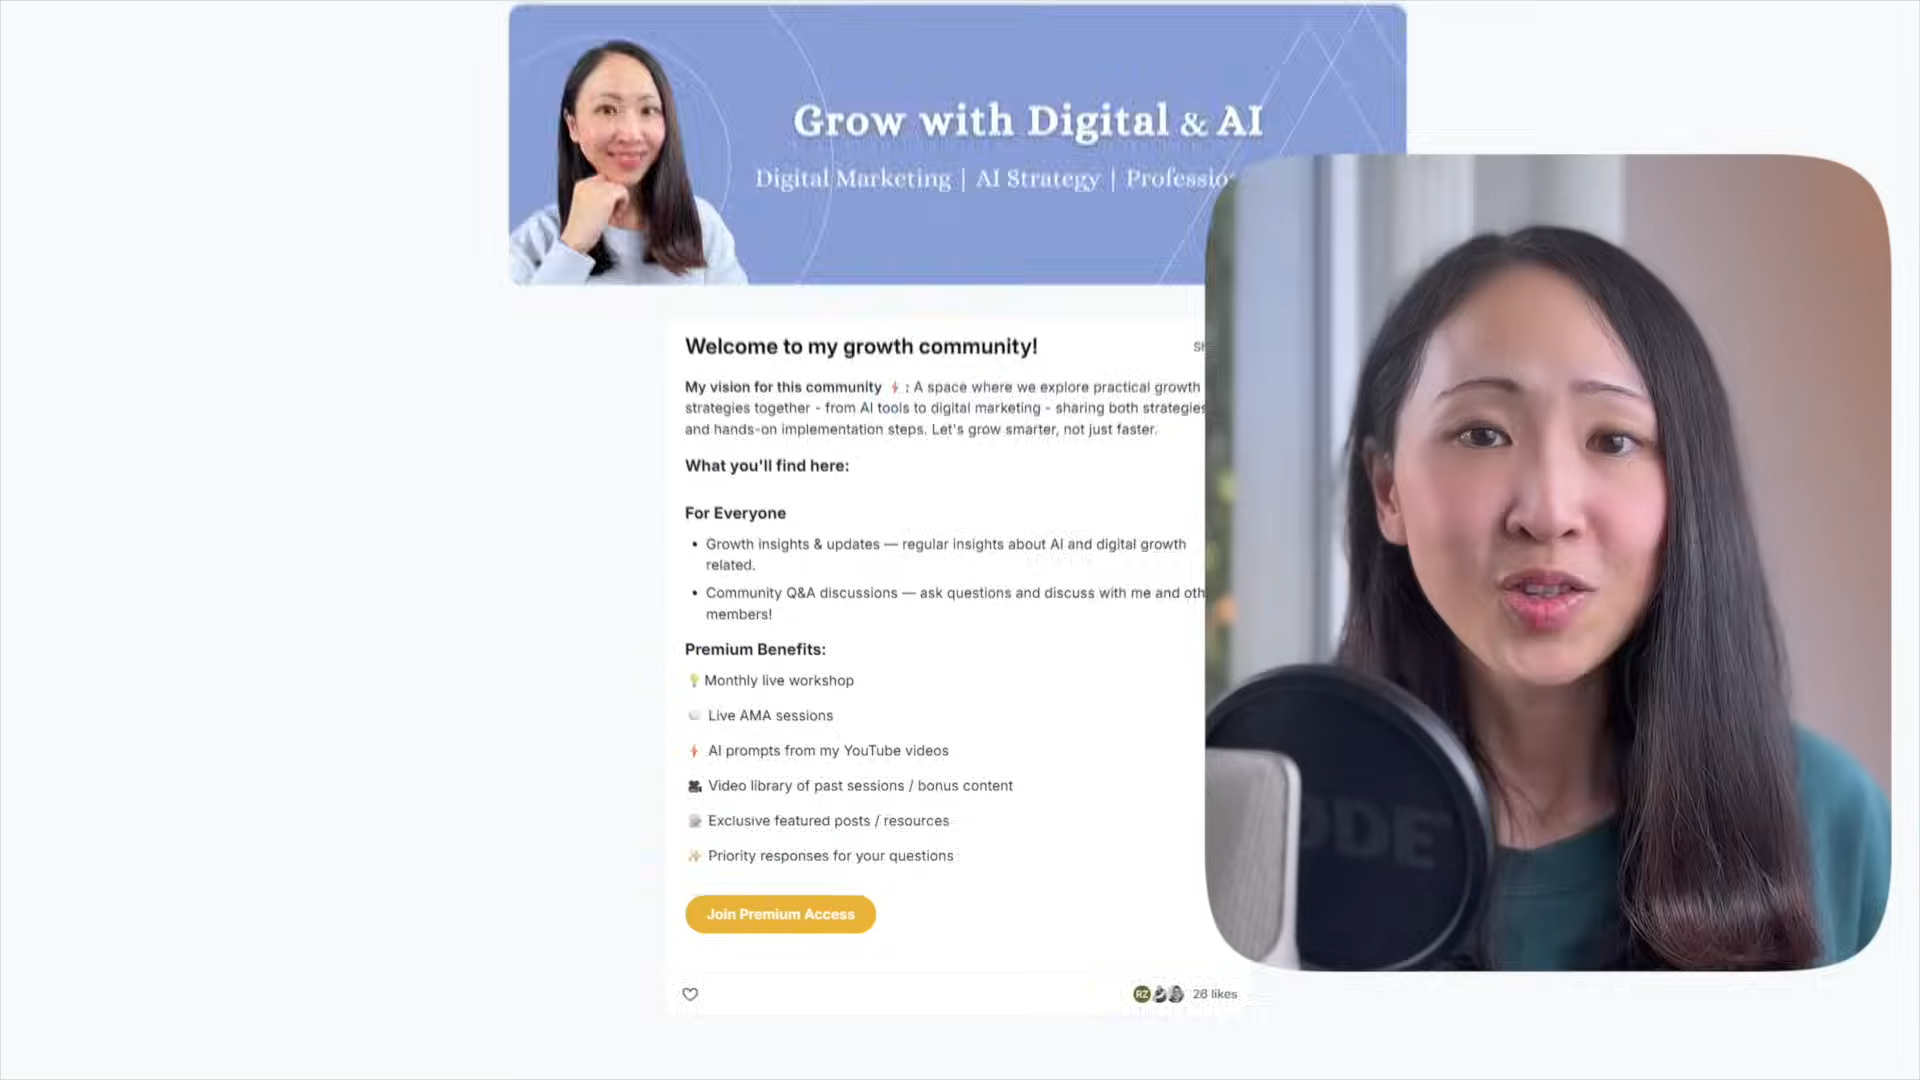 Grow with Digital & AI
Digital Marketing | AI Strategy |
Welcome to my growth community!
My vision for this community ⚡: A space where we explore practical growth
strategies together - from AI tools to digital marketing - sharing both strategies
and hands-on implementation steps. Let's grow smarter, not just faster.
What you'll find here:
For Everyone
• Growth insights & updates — regular insights about AI and digital growth
related.
• Community Q&A discussions — ask questions and discuss with me and
members!
Premium Benefits:
Monthly live workshop
Live AMA sessions
AI prompts from my YouTube videos
Video library of past sessions / bonus content
Exclusive featured posts / resources
Priority responses for your questions
Join Premium Access
RZ
26 likes